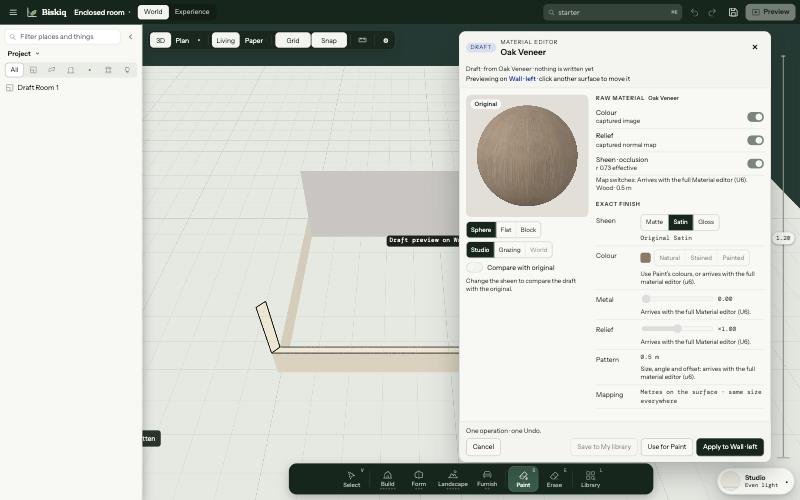 Biskiq
Enclosed room
World
Experience
starter
⌘E
Preview
Filter places and things
Project
All
Draft Room 1
3D
Plan
Living
Paper
Grid
Snap
DRAFT
MATERIAL EDITOR
Oak Veneer
Draft · from Oak Veneer · nothing is written yet
Previewing on Wall · left · click another surface to move it
Original
Sphere
Flat
Block
Studio
Grazing
World
Compare with original
Change the sheen to compare the draft
with the original.
RAW MATERIAL Oak Veneer
Colour
captured image
Relief
captured normal map
Sheen · occlusion
r 0.73 effective
Map switches: Arrives with the full Material editor (U6).
Wood · 0.5 m
EXACT FINISH
Sheen
Matte
Satin
Gloss
Original Satin
Colour
Natural
Stained
Painted
Use Paint's colours, or arrives with the full
material editor (u6).
Metal
0.00
Arrives with the full Material editor (U6).
Relief
×1.00
Arrives with the full Material editor (U6).
Pattern
0.5 m
Size, angle and offset: arrives with the full
material editor (u6).
Mapping
Metres on the surface · same size
everywhere
One operation · one Undo.
Cancel
Save to My library
Use for Paint
Apply to Wall · left
Draft preview on W
1.20
tten
Select
V
Build
Form
Landscape
Furnish
Paint
Erase
E
Library
L
Studio
Even light